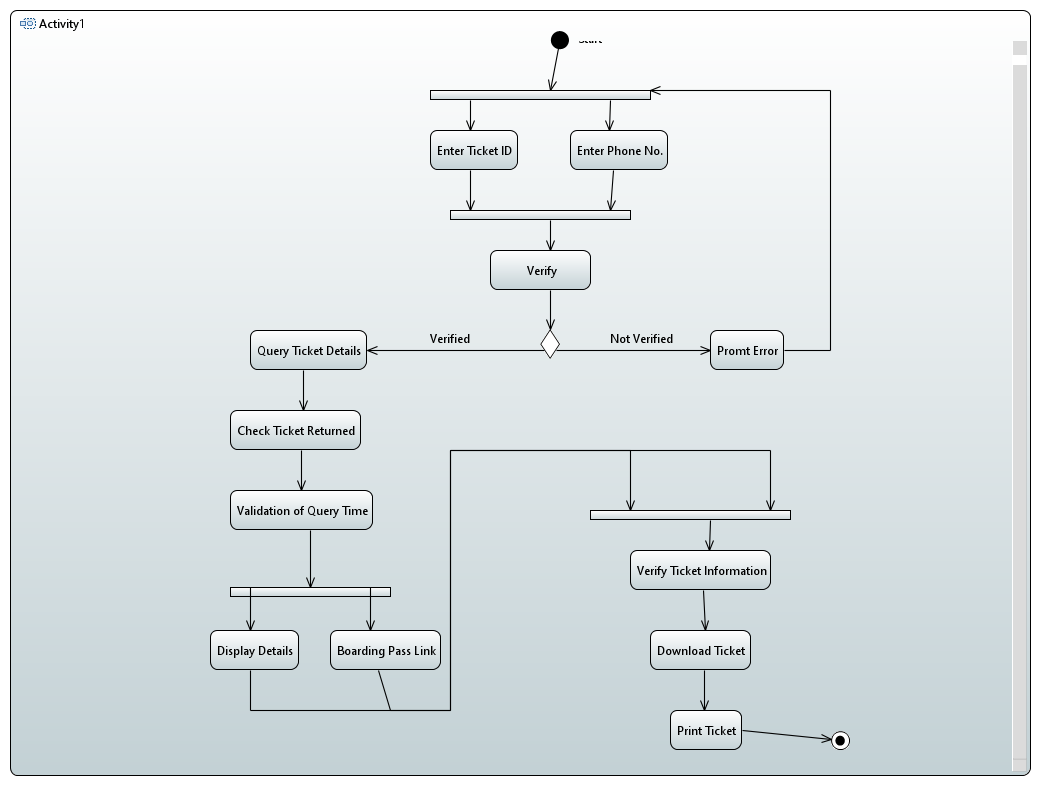 Activity1
Enter Ticket ID
Enter Phone No.
Verify
Verified
Not Verified
Query Ticket Details
Promt Error
Check Ticket Returned
Validation of Query Time
Verify Ticket Information
Display Details
Boarding Pass Link
Download Ticket
Print Ticket